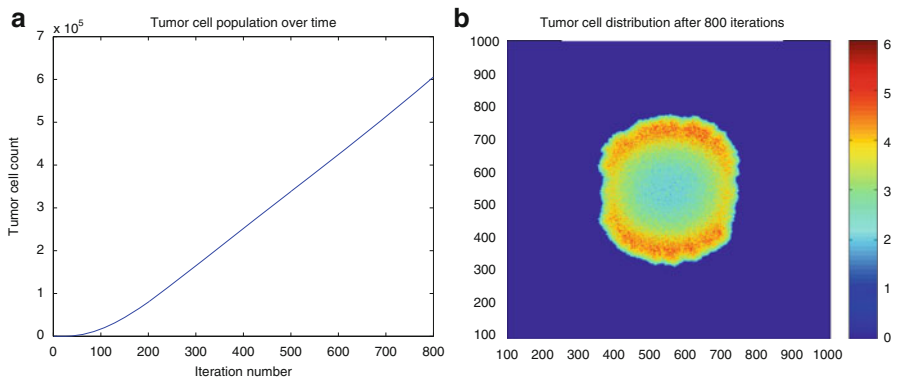 a
Tumor cell population over time
7 x 10⁵
6
5
4
3
2
1
0
Tumor cell count
0 100 200 300 400 500 600 700 800
Iteration number
b
Tumor cell distribution after 800 iterations
1000
900
800
700
600
500
400
300
200
100
100 200 300 400 500 600 700 800 900 1000
6
5
4
3
2
1
0